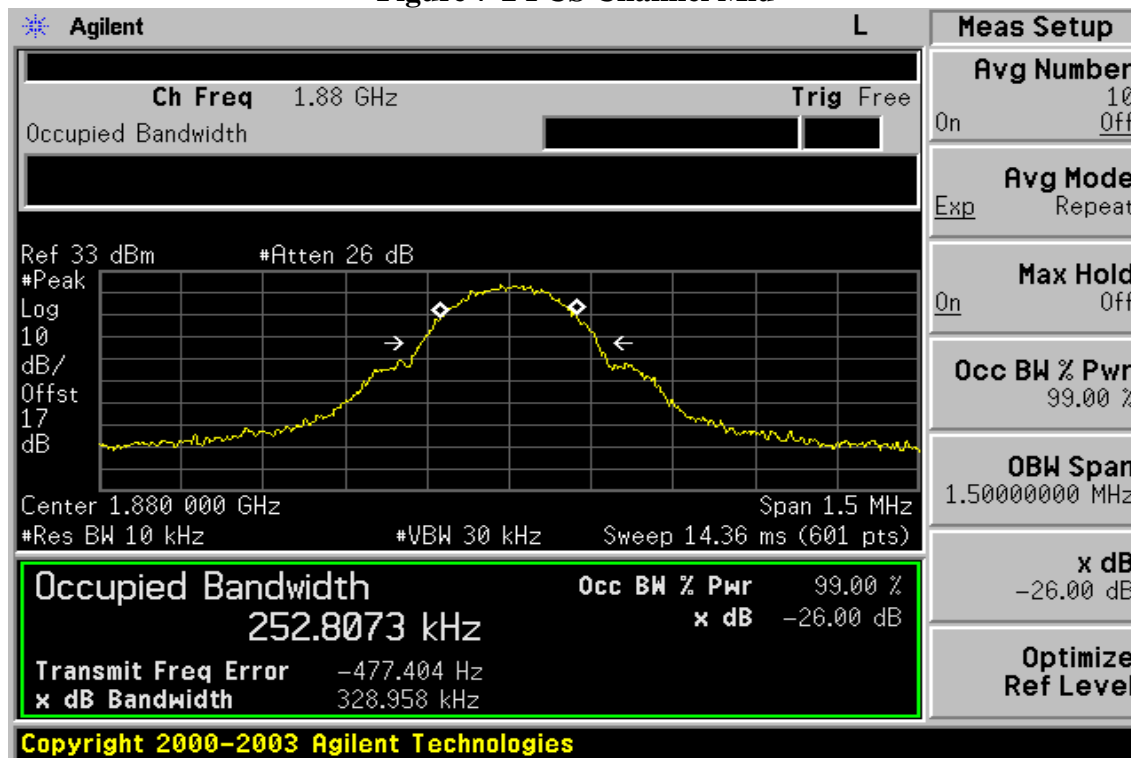 Agilent L Meas Setup
Ch Freq 1.88 GHz Trig Free
Occupied Bandwidth
Avg Number
10
On Off
Avg Mode
Exp Repeat
Ref 33 dBm #Atten 26 dB
#Peak
Log
10
dB/
Offst
17
dB
Max Hold
On Off
Occ BW % Pwr
99.00 %
OBW Span
1.50000000 MHz
Center 1.880 000 GHz Span 1.5 MHz
#Res BW 10 kHz #VBW 30 kHz Sweep 14.36 ms (601 pts)
Occupied Bandwidth Occ BW % Pwr 99.00 %
252.8073 kHz x dB -26.00 dB
Transmit Freq Error -477.404 Hz
x dB Bandwidth 328.958 kHz
x dB
-26.00 dB
Optimize
Ref Level
Copyright 2000-2003 Agilent Technologies